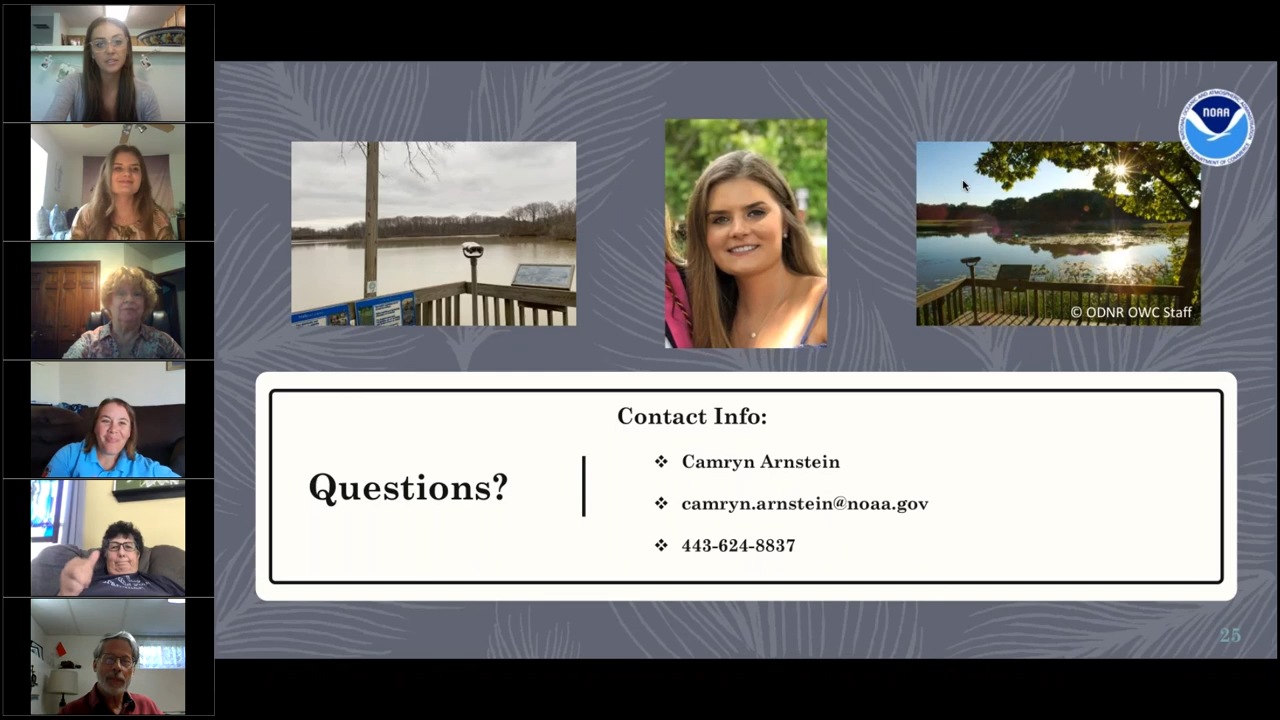 NOAA
© ODNR OWC Staff
Contact Info:
Questions?
❖ Camryn Arnstein
❖ camryn.arnstein@noaa.gov
❖ 443-624-8837
25